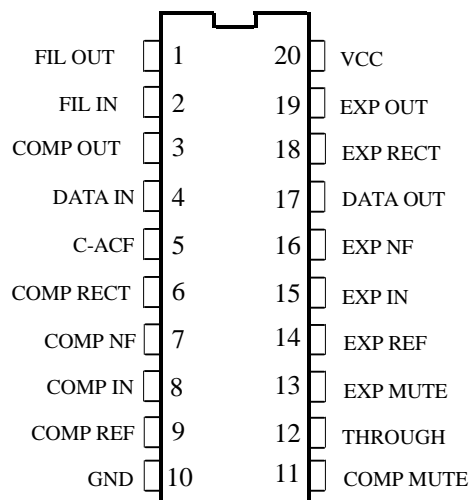 FIL OUT 1 20 VCC
FIL IN 2 19 EXP OUT
COMP OUT 3 18 EXP RECT
DATA IN 4 17 DATA OUT
C-ACF 5 16 EXP NF
COMP RECT 6 15 EXP IN
COMP NF 7 14 EXP REF
COMP IN 8 13 EXP MUTE
COMP REF 9 12 THROUGH
GND 10 11 COMP MUTE